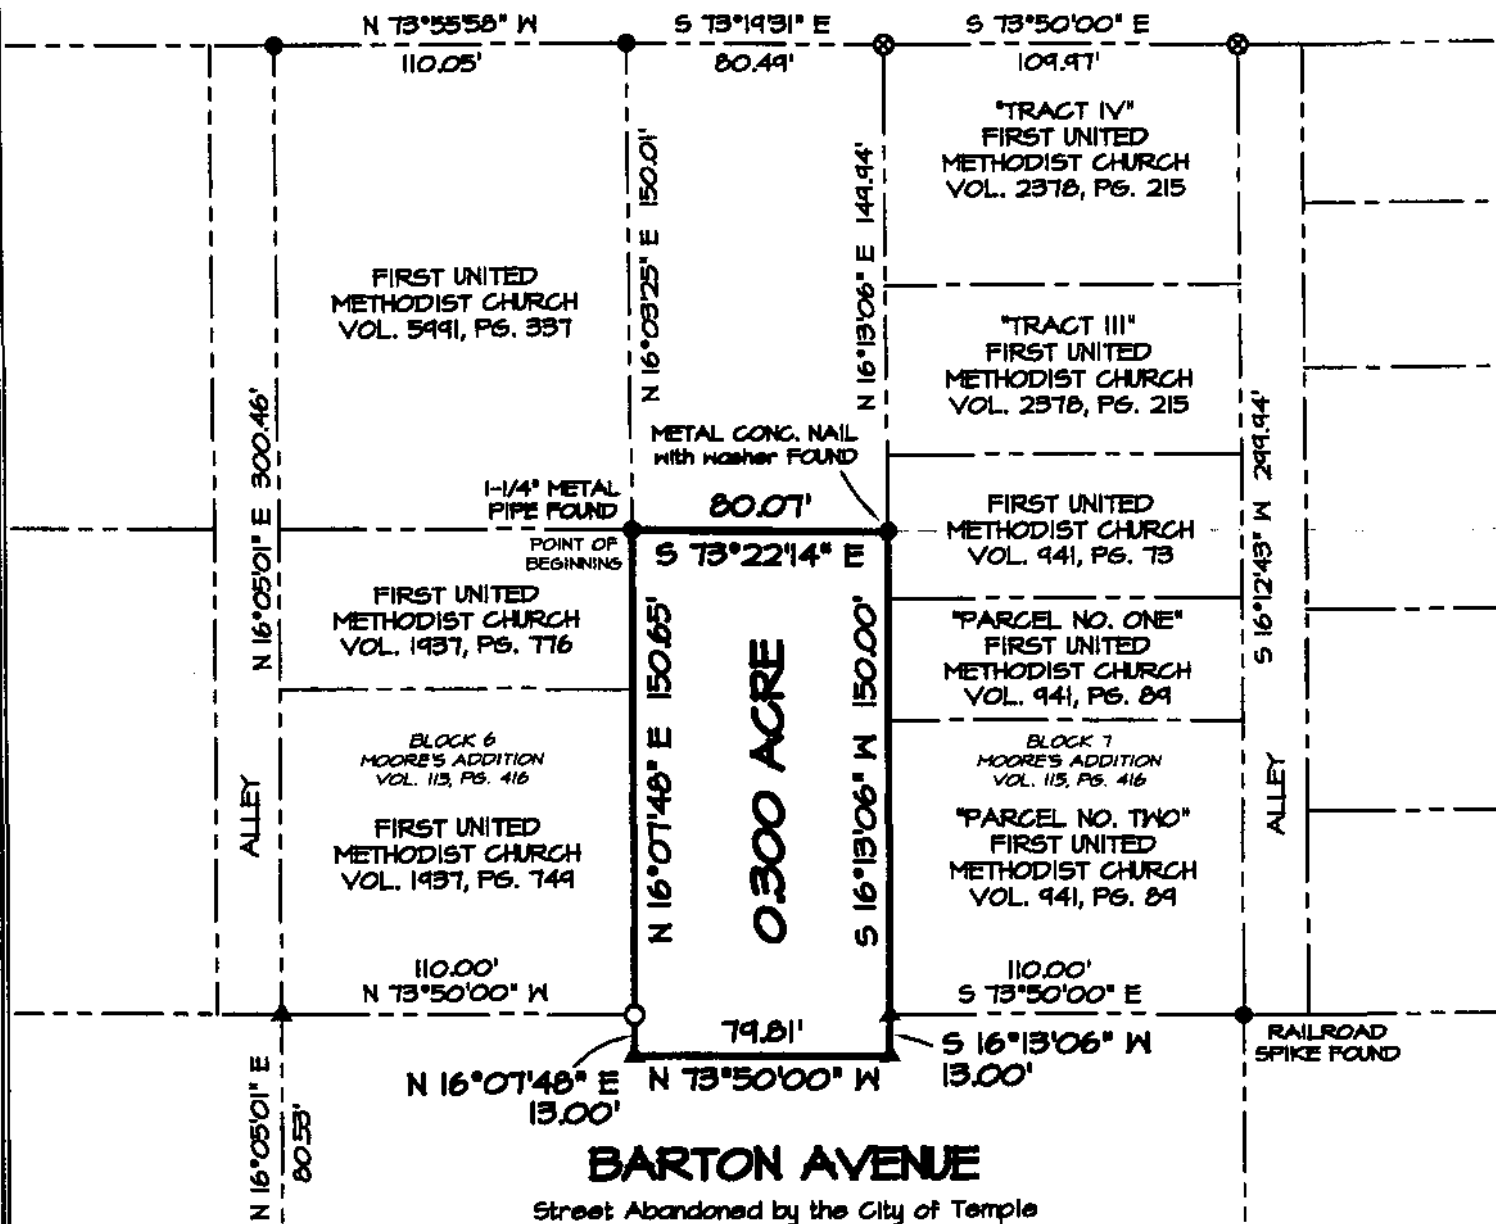 N 73°55'58" W
110.05'
S 73°19'31" E
80.49'
S 73°50'00" E
109.97'
"TRACT IV"
FIRST UNITED
METHODIST CHURCH
VOL. 2378, PG. 215
N 16°03'25" E 150.01'
N 16°13'06" E 149.94'
FIRST UNITED
METHODIST CHURCH
VOL. 5991, PG. 337
"TRACT III"
FIRST UNITED
METHODIST CHURCH
VOL. 2378, PG. 215
N 16°05'01" E 300.46'
S 16°12'43" W 299.94'
METAL CONC. NAIL
with washer FOUND
1-1/4" METAL
PIPE FOUND
80.07'
S 73°22'14" E
POINT OF
BEGINNING
FIRST UNITED
METHODIST CHURCH
VOL. 941, PG. 73
FIRST UNITED
METHODIST CHURCH
VOL. 1937, PG. 776
N 16°07'48" E 150.65'
0.300 ACRE
S 16°13'06" W 150.00'
"PARCEL NO. ONE"
FIRST UNITED
METHODIST CHURCH
VOL. 941, PG. 89
BLOCK 6
MOORE'S ADDITION
VOL. 113, PG. 416
BLOCK 7
MOORE'S ADDITION
VOL. 113, PG. 416
ALLEY
ALLEY
FIRST UNITED
METHODIST CHURCH
VOL. 1937, PG. 749
"PARCEL NO. TWO"
FIRST UNITED
METHODIST CHURCH
VOL. 941, PG. 89
110.00'
N 73°50'00" W
110.00'
S 73°50'00" E
79.81'
N 73°50'00" W
N 16°07'48" E
13.00'
S 16°13'06" W
13.00'
RAILROAD
SPIKE FOUND
N 16°05'01" E
80.53'
BARTON AVENUE
Street Abandoned by the City of Temple